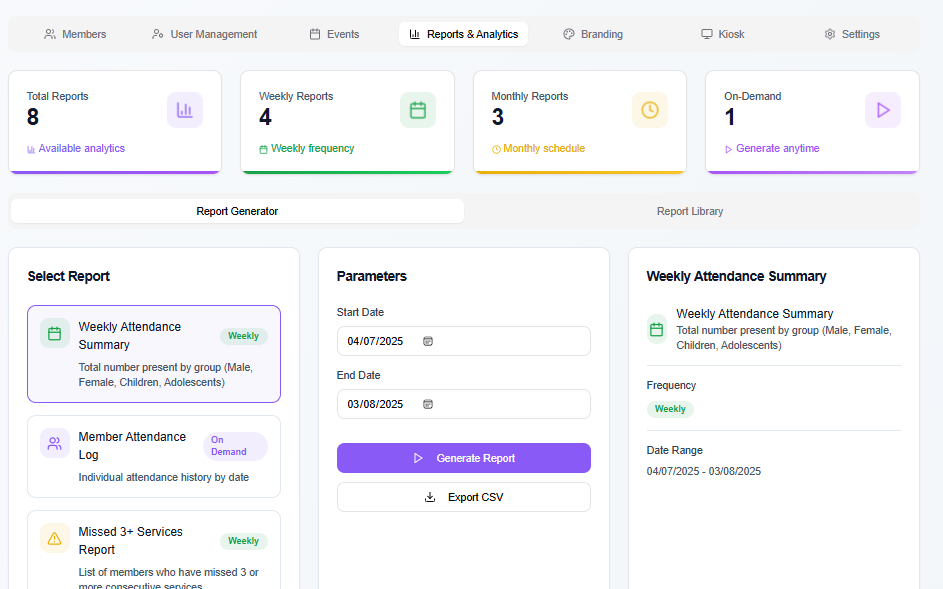 Members
User Management
Events
Reports & Analytics
Branding
Kiosk
Settings
Total Reports
8
Available analytics
Weekly Reports
4
Weekly frequency
Monthly Reports
3
Monthly schedule
On-Demand
1
Generate anytime
Report Generator
Report Library
Select Report
Weekly Attendance
Summary
Weekly
Total number present by group (Male,
Female, Children, Adolescents)
Member Attendance
Log
On
Demand
Individual attendance history by date
Missed 3+ Services
Report
Weekly
List of members who have missed 3 or
more consecutive services
Parameters
Start Date
04/07/2025
End Date
03/08/2025
Generate Report
Export CSV
Weekly Attendance Summary
Weekly Attendance Summary
Total number present by group (Male, Female,
Children, Adolescents)
Frequency
Weekly
Date Range
04/07/2025 - 03/08/2025